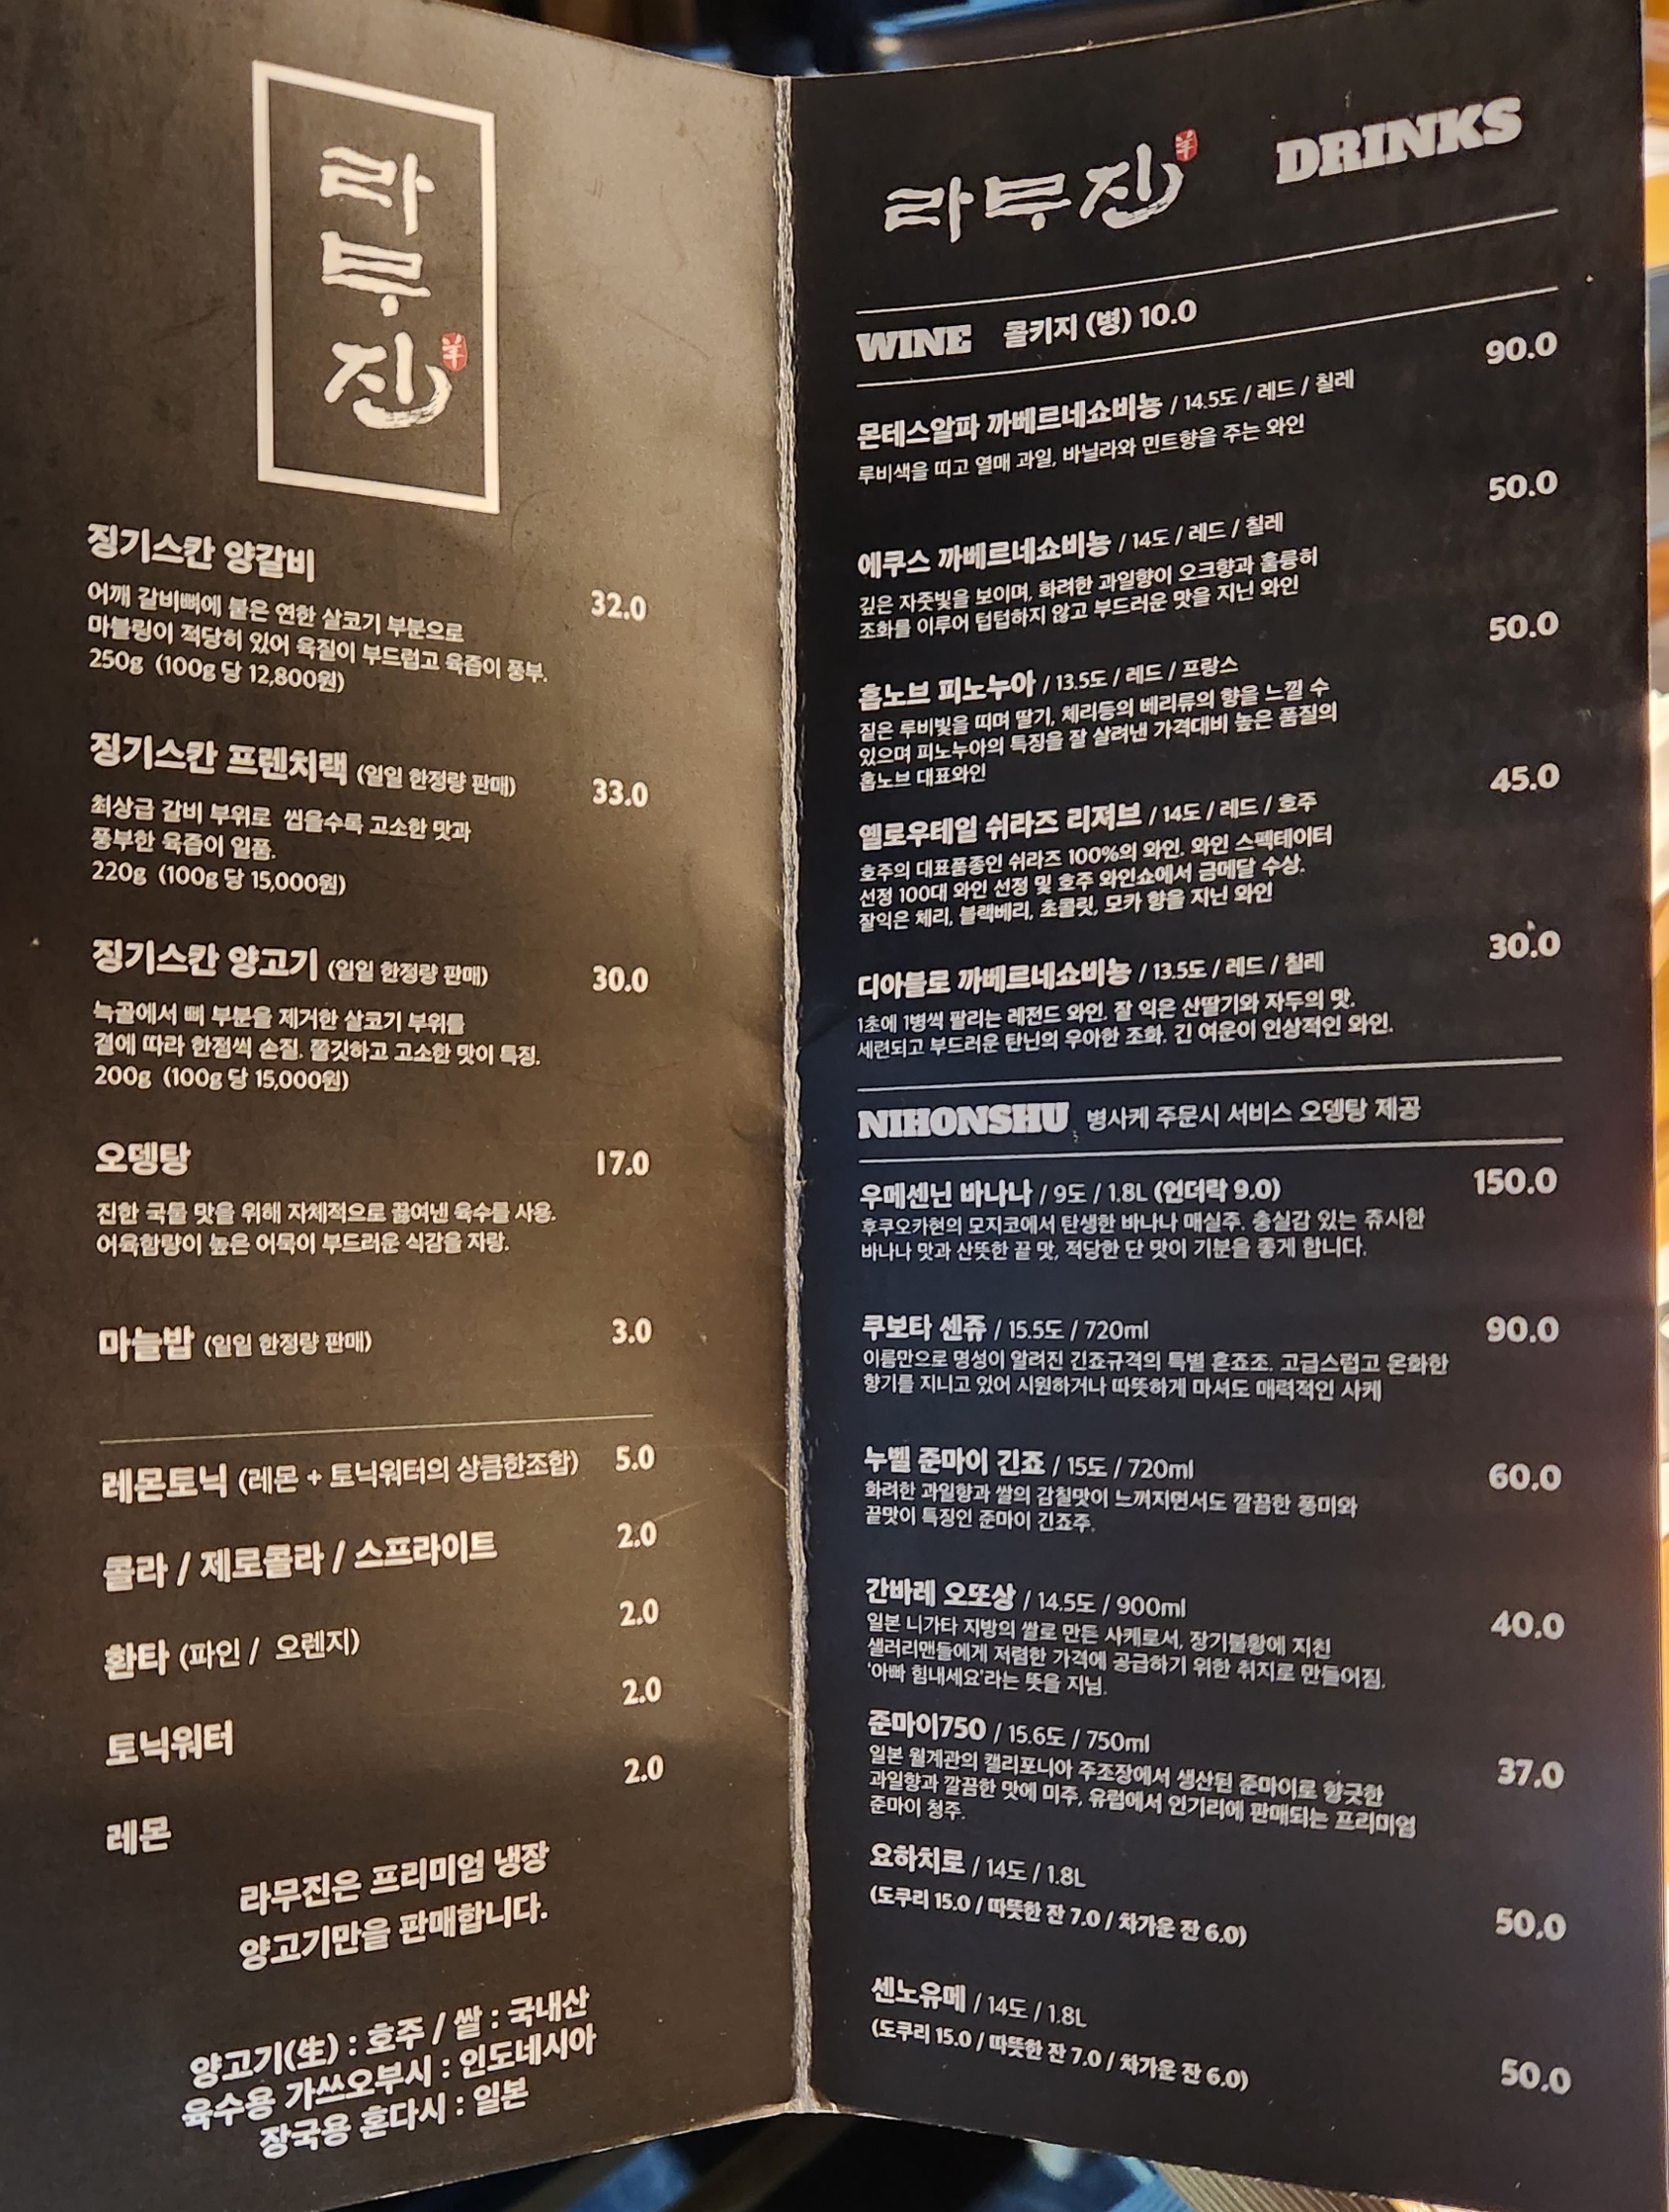 라
무
진
羊
징기스칸 양갈비
32.0
어깨 갈비뼈에 붙은 연한 살코기 부분으로
마블링이 적당히 있어 육질이 부드럽고 육즙이 풍부.
250g (100g 당 12,800원)
징기스칸 프렌치랙 (일일 한정량 판매)
33.0
최상급 갈비 부위로 씹을수록 고소한 맛과
풍부한 육즙이 일품.
220g (100g 당 15,000원)
징기스칸 양고기 (일일 한정량 판매)
30.0
늑골에서 뼈 부분을 제거한 살코기 부위를
결에 따라 한점씩 손질. 쫄깃하고 고소한 맛이 특징.
200g (100g 당 15,000원)
오뎅탕
17.0
진한 국물 맛을 위해 자체적으로 끓여낸 육수를 사용.
어육함량이 높은 어묵이 부드러운 식감을 자랑.
마늘밥 (일일 한정량 판매)
3.0
레몬토닉 (레몬 + 토닉워터의 상큼한조합)
5.0
콜라 / 제로콜라 / 스프라이트
2.0
환타 (파인 / 오렌지)
2.0
토닉워터
2.0
레몬
2.0
라무진은 프리미엄 냉장
양고기만을 판매합니다.
양고기(生) : 호주 / 쌀 : 국내산
육수용 가쓰오부시 : 인도네시아
장국용 혼다시 : 일본
라무진 羊 DRINKS
WINE 콜키지 (병) 10.0
90.0
몬테스알파 까베르네쇼비뇽 / 14.5도 / 레드 / 칠레
루비색을 띠고 열매 과일, 바닐라와 민트향을 주는 와인
50.0
에쿠스 까베르네쇼비뇽 / 14도 / 레드 / 칠레
깊은 자줏빛을 보이며, 화려한 과일향이 오크향과 훌륭히
조화를 이루어 텁텁하지 않고 부드러운 맛을 지닌 와인
50.0
홉노브 피노누아 / 13.5도 / 레드 / 프랑스
짙은 루비빛을 띠며 딸기, 체리등의 베리류의 향을 느낄 수
있으며 피노누아의 특징을 잘 살려낸 가격대비 높은 품질의
홉노브 대표와인
45.0
옐로우테일 쉬라즈 리져브 / 14도 / 레드 / 호주
호주의 대표품종인 쉬라즈 100%의 와인. 와인 스펙테이터
선정 100대 와인 선정 및 호주 와인쇼에서 금메달 수상.
잘익은 체리, 블랙베리, 초콜릿, 모카 향을 지닌 와인
30.0
디아블로 까베르네쇼비뇽 / 13.5도 / 레드 / 칠레
1초에 1병씩 팔리는 레전드 와인. 잘 익은 산딸기와 자두의 맛.
세련되고 부드러운 탄닌의 우아한 조화. 긴 여운이 인상적인 와인.
NIHONSHU 병사케 주문시 서비스 오뎅탕 제공
우메센닌 바나나 / 9도 / 1.8L (언더락 9.0)
150.0
후쿠오카현의 모지코에서 탄생한 바나나 매실주. 충실감 있는 쥬시한
바나나 맛과 산뜻한 끝 맛, 적당한 단 맛이 기분을 좋게 합니다.
쿠보타 센쥬 / 15.5도 / 720ml
90.0
이름만으로 명성이 알려진 긴죠규격의 특별 혼죠조. 고급스럽고 온화한
향기를 지니고 있어 시원하거나 따뜻하게 마셔도 매력적인 사케
누벨 준마이 긴죠 / 15도 / 720ml
60.0
화려한 과일향과 쌀의 감칠맛이 느껴지면서도 깔끔한 풍미와
끝맛이 특징인 준마이 긴죠주.
간바레 오또상 / 14.5도 / 900ml
40.0
일본 니가타 지방의 쌀로 만든 사케로서, 장기불황에 지친
샐러리맨들에게 저렴한 가격에 공급하기 위한 취지로 만들어짐.
'아빠 힘내세요'라는 뜻을 지님.
준마이750 / 15.6도 / 750ml
37.0
일본 월계관의 캘리포니아 주조장에서 생산된 준마이로 향긋한
과일향과 깔끔한 맛에 미주, 유럽에서 인기리에 판매되는 프리미엄
준마이 청주.
요하치로 / 14도 / 1.8L
(도쿠리 15.0 / 따뜻한 잔 7.0 / 차가운 잔 6.0)
50.0
센노유메 / 14도 / 1.8L
(도쿠리 15.0 / 따뜻한 잔 7.0 / 차가운 잔 6.0)
50.0